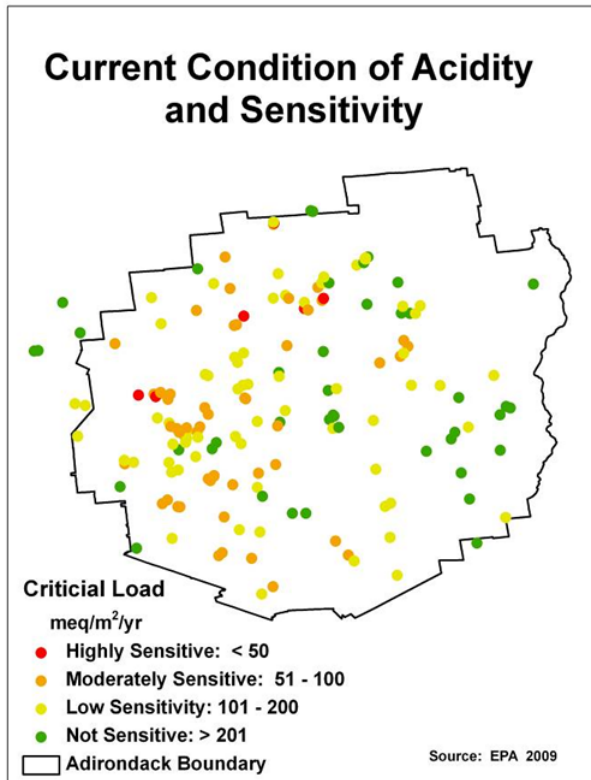 Current Condition of Acidity
and Sensitivity
Criticial Load
meq/m²/yr
Highly Sensitive: < 50
Moderately Sensitive: 51 - 100
Low Sensitivity: 101 - 200
Not Sensitive: > 201
Adirondack Boundary
Source: EPA 2009